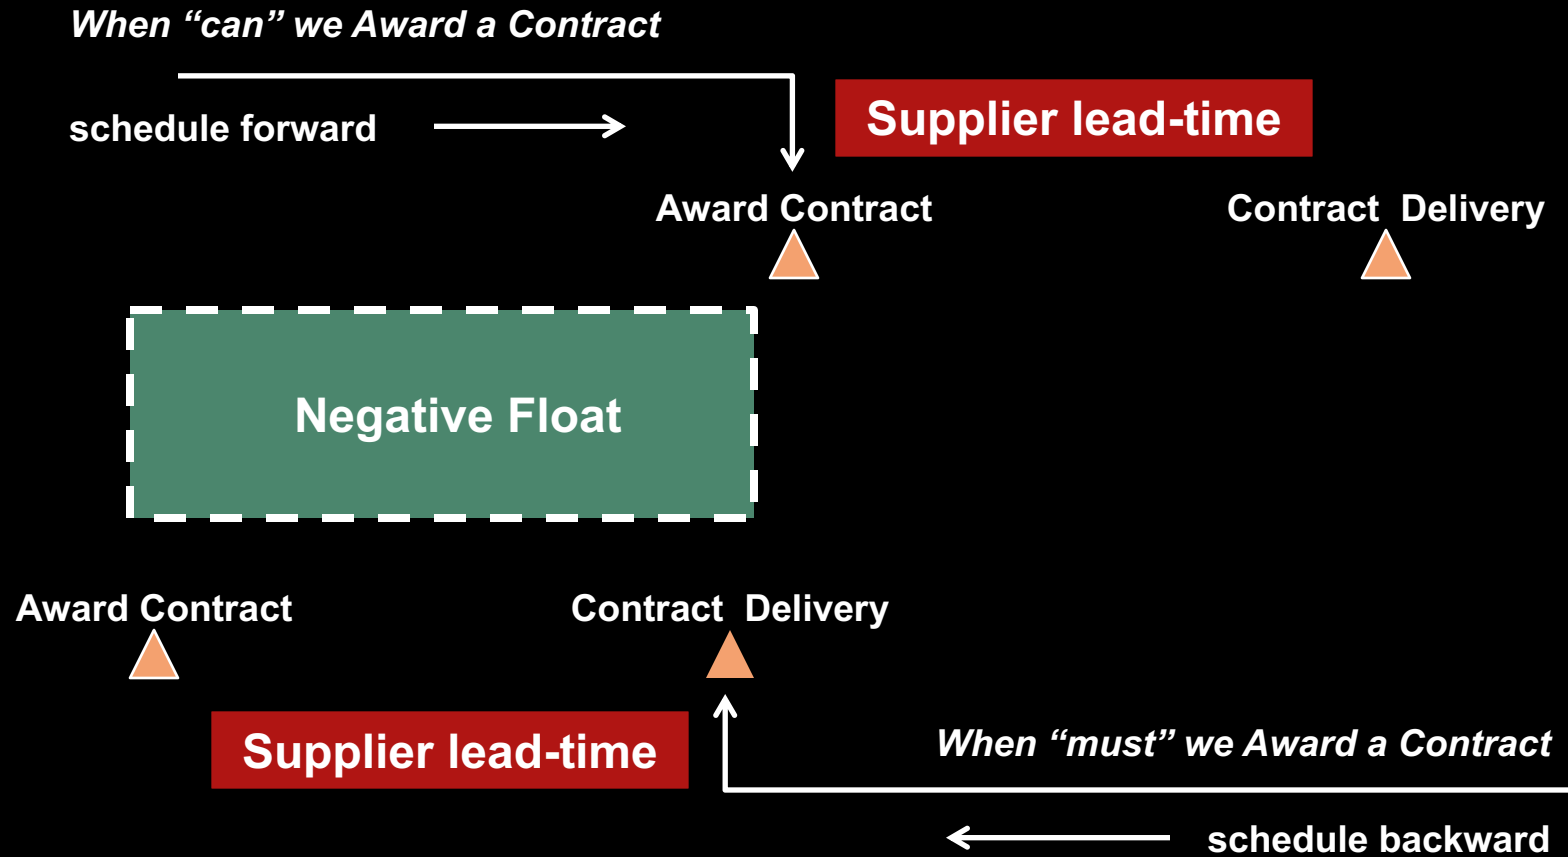 When “can” we Award a Contract
schedule forward
Supplier lead-time
Award Contract
Contract Delivery
Negative Float
Award Contract
Contract Delivery
Supplier lead-time
When “must” we Award a Contract
schedule backward